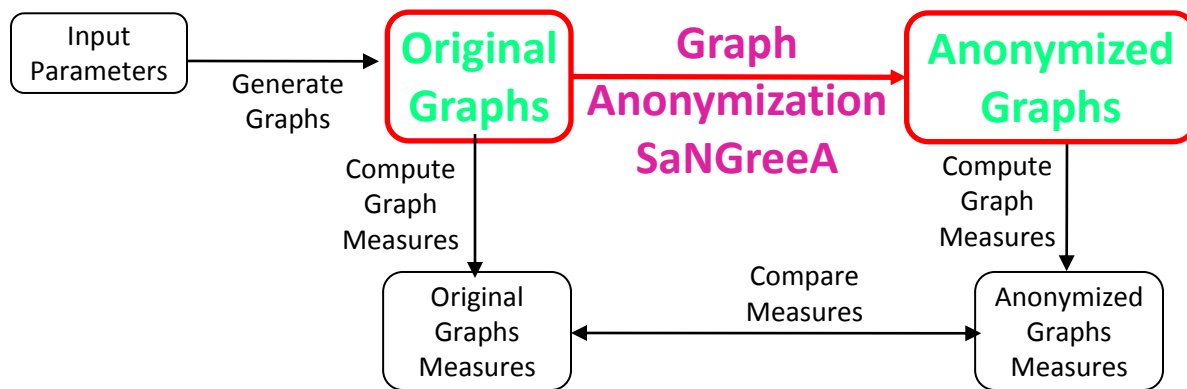 Input
Parameters
Generate
Graphs
Original
Graphs
Graph
Anonymization
SaNGreeA
Anonymized
Graphs
Compute
Graph
Measures
Compute
Graph
Measures
Original
Graphs
Measures
Compare
Measures
Anonymized
Graphs
Measures